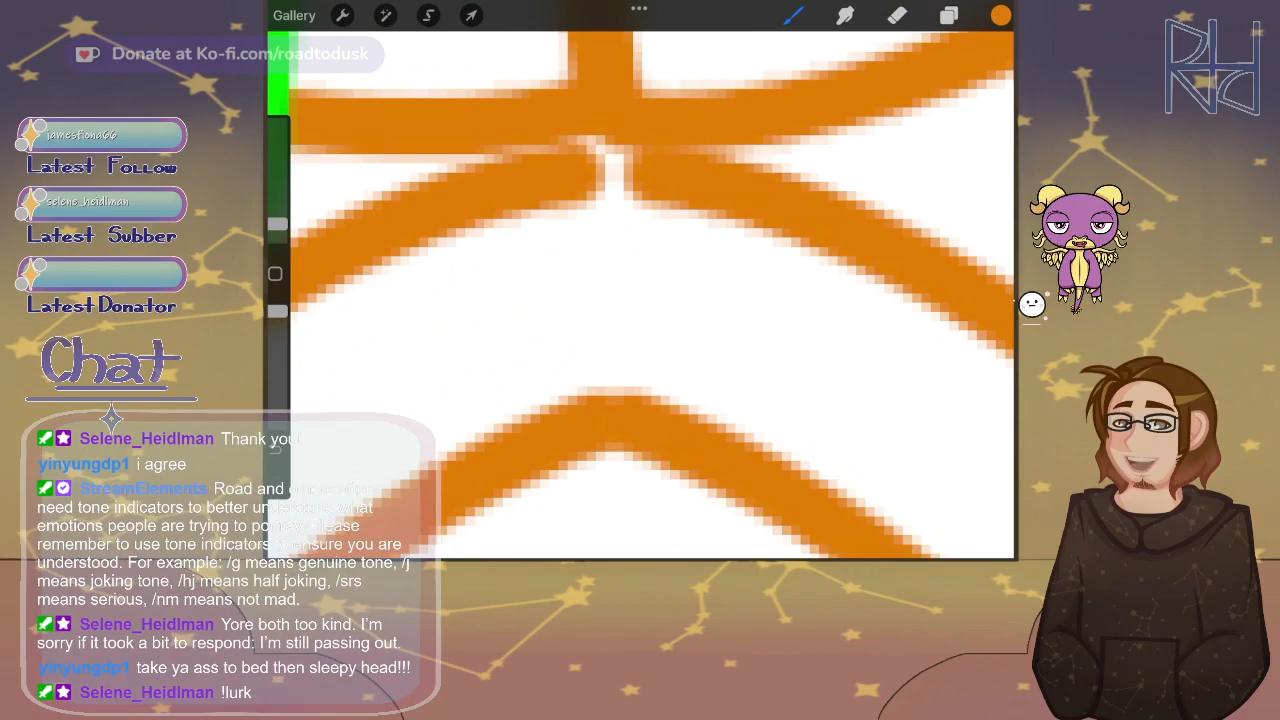 Gallery
Donate at Ko-fi.com/roadtodusk
jamesfiona66
Latest Follow
selene_heidlman
Latest Subber
Latest Donator
Chat
Selene_Heidlman Thank you!
yinyungdp1 i agree
StreamElements Road and
need tone indicators to better
emotions people are trying to Please
remember to use tone indicators ensure you are
understood. For example: /g means genuine tone, /j
means joking tone, /hj means half joking, /srs
means serious, /nm means not mad.
Selene_Heidlman Yore both too kind. I'm
sorry if it took a bit to respond. I'm still passing out.
yinyungdp1 take ya ass to bed then sleepy head!!!
Selene_Heidlman !lurk